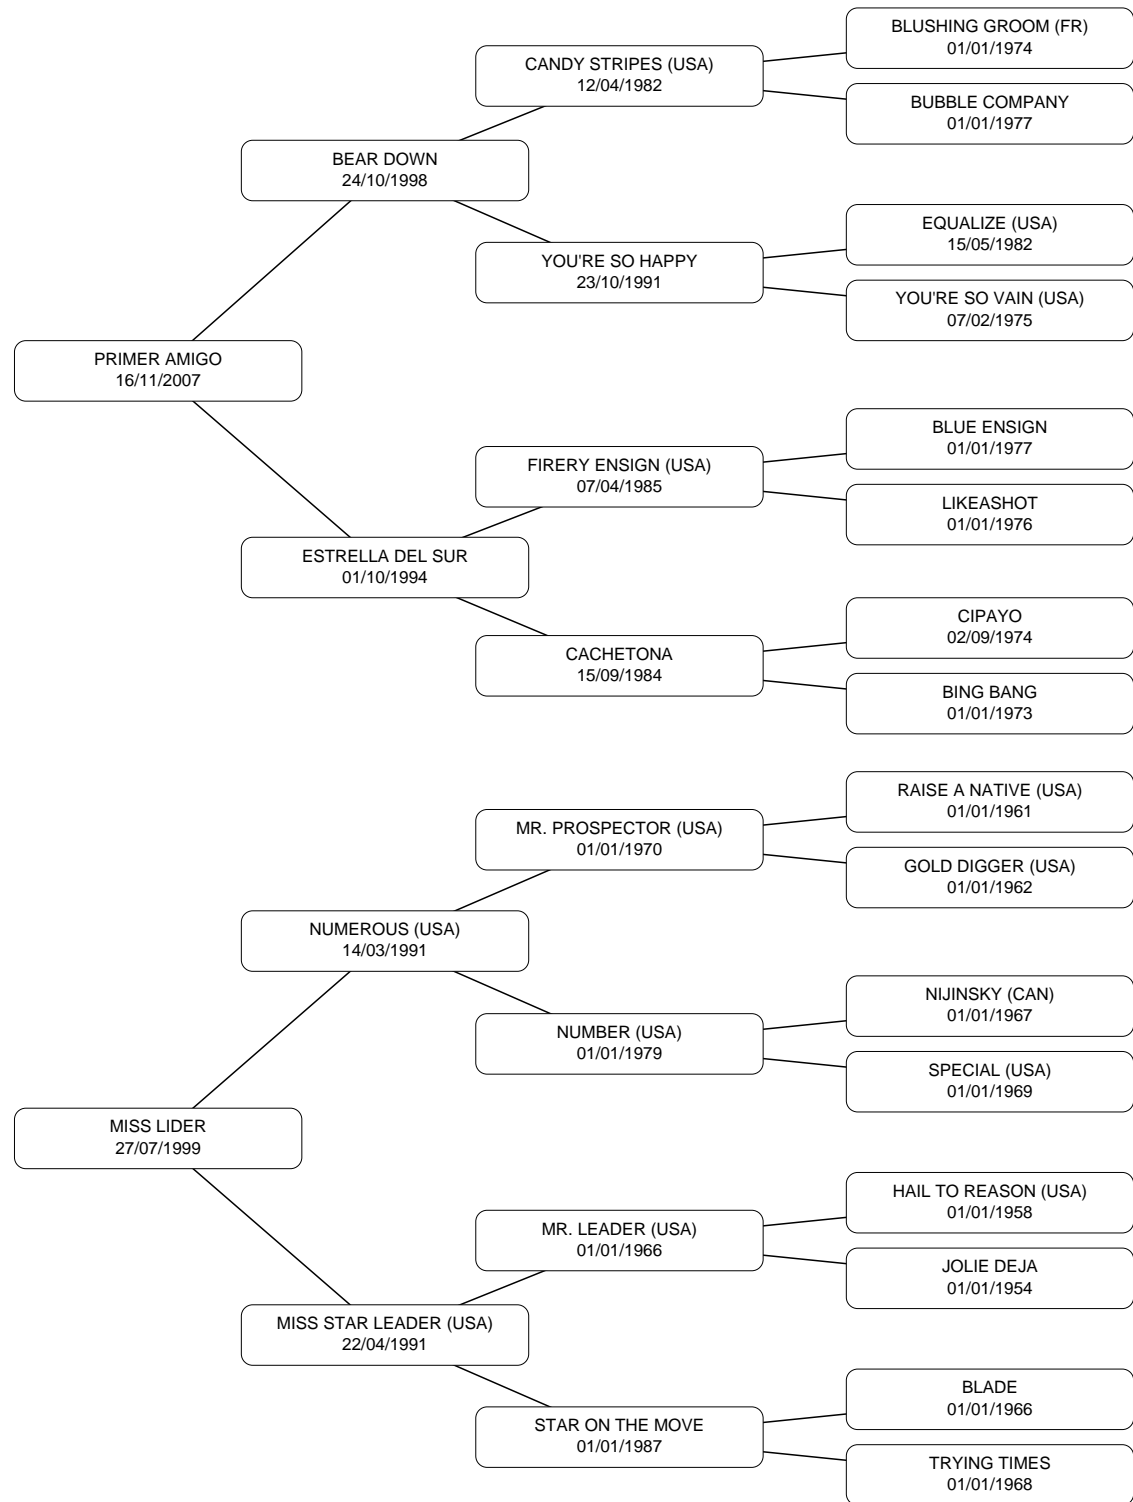 BLUSHING GROOM (FR)
01/01/1974
CANDY STRIPES (USA)
12/04/1982
BUBBLE COMPANY
01/01/1977
BEAR DOWN
24/10/1998
EQUALIZE (USA)
15/05/1982
YOU'RE SO HAPPY
23/10/1991
YOU'RE SO VAIN (USA)
07/02/1975
PRIMER AMIGO
16/11/2007
BLUE ENSIGN
01/01/1977
FIRERY ENSIGN (USA)
07/04/1985
LIKEASHOT
01/01/1976
ESTRELLA DEL SUR
01/10/1994
CIPAYO
02/09/1974
CACHETONA
15/09/1984
BING BANG
01/01/1973
RAISE A NATIVE (USA)
01/01/1961
MR. PROSPECTOR (USA)
01/01/1970
GOLD DIGGER (USA)
01/01/1962
NUMEROUS (USA)
14/03/1991
NIJINSKY (CAN)
01/01/1967
NUMBER (USA)
01/01/1979
SPECIAL (USA)
01/01/1969
MISS LIDER
27/07/1999
HAIL TO REASON (USA)
01/01/1958
MR. LEADER (USA)
01/01/1966
JOLIE DEJA
01/01/1954
MISS STAR LEADER (USA)
22/04/1991
BLADE
01/01/1966
STAR ON THE MOVE
01/01/1987
TRYING TIMES
01/01/1968